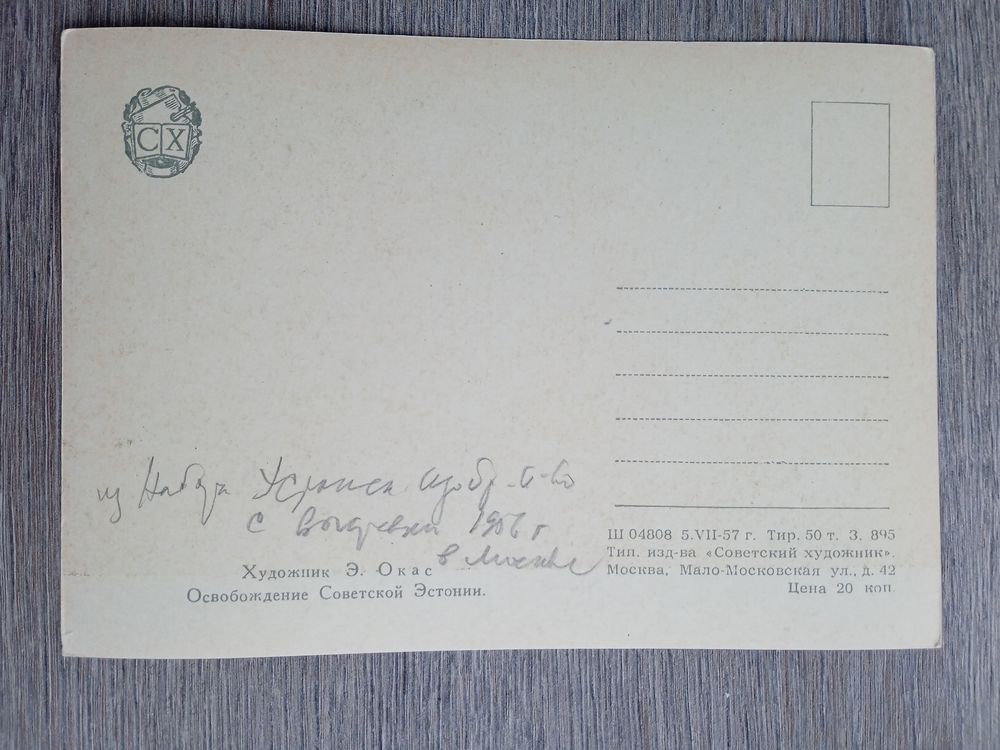 СХ
из Набора Эстонск изобр. и-во
с выставки 1956 г
в Москве
Художник Э. Окас
Освобождение Советской Эстонии.
Ш 04808 5.VII-57 г. Тир. 50 т. З. 895
Тип. изд-ва «Советский художник».
Москва, Мало-Московская ул., д. 42
Цена 20 коп.